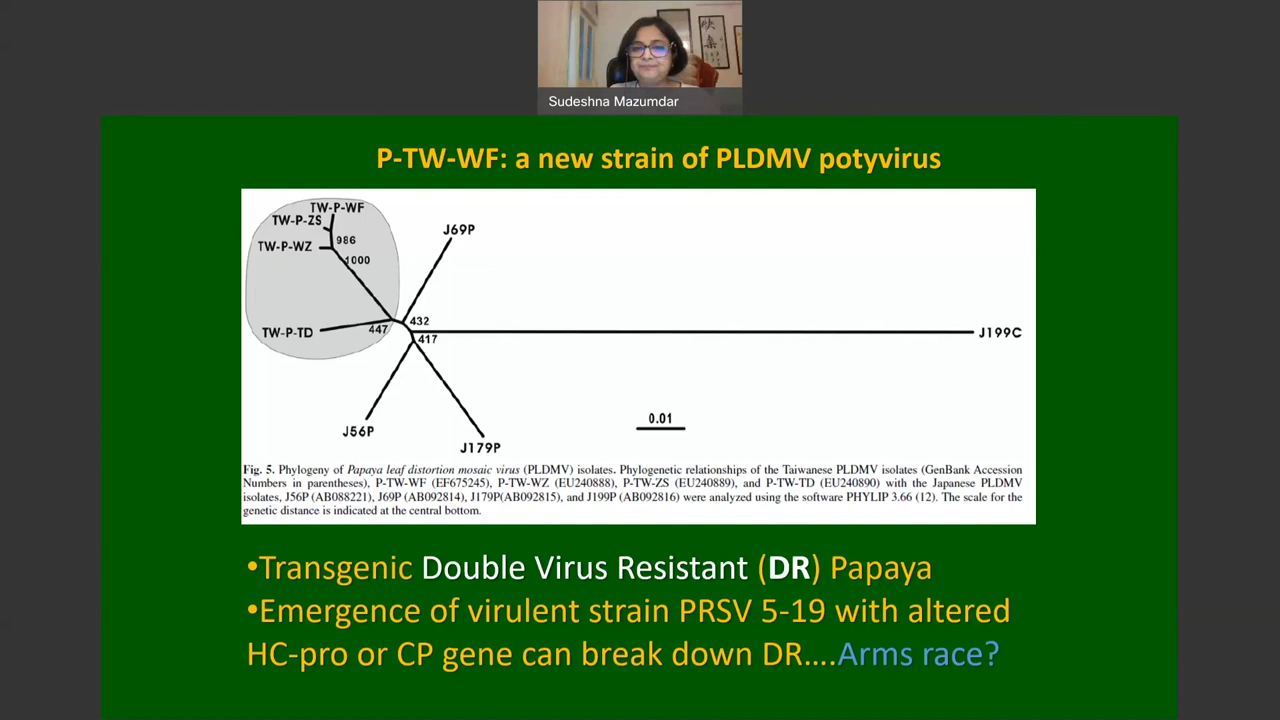 Sudeshna Mazumdar
P-TW-WF: a new strain of PLDMV potyvirus
TW-P-WF
TW-P-ZS
TW-P-WZ
986
1000
J69P
TW-P-TD
447
432
417
J199C
J56P
J179P
0.01
Fig. 5. Phylogeny of Papaya leaf distortion mosaic virus (PLDMV) isolates. Phylogenetic relationships of the Taiwanese PLDMV isolates (GenBank Accession
Numbers in parentheses), P-TW-WF (EF675245), P-TW-WZ (EU240888), P-TW-ZS (EU240889), and P-TW-TD (EU240890) with the Japanese PLDMV
isolates, J56P (AB088221), J69P (AB092814), J179P(AB092815), and J199P (AB092816) were analyzed using the software PHYLIP 3.66 (12). The scale for the
genetic distance is indicated at the central bottom.
•Transgenic Double Virus Resistant (DR) Papaya
•Emergence of virulent strain PRSV 5-19 with altered
HC-pro or CP gene can break down DR....Arms race?